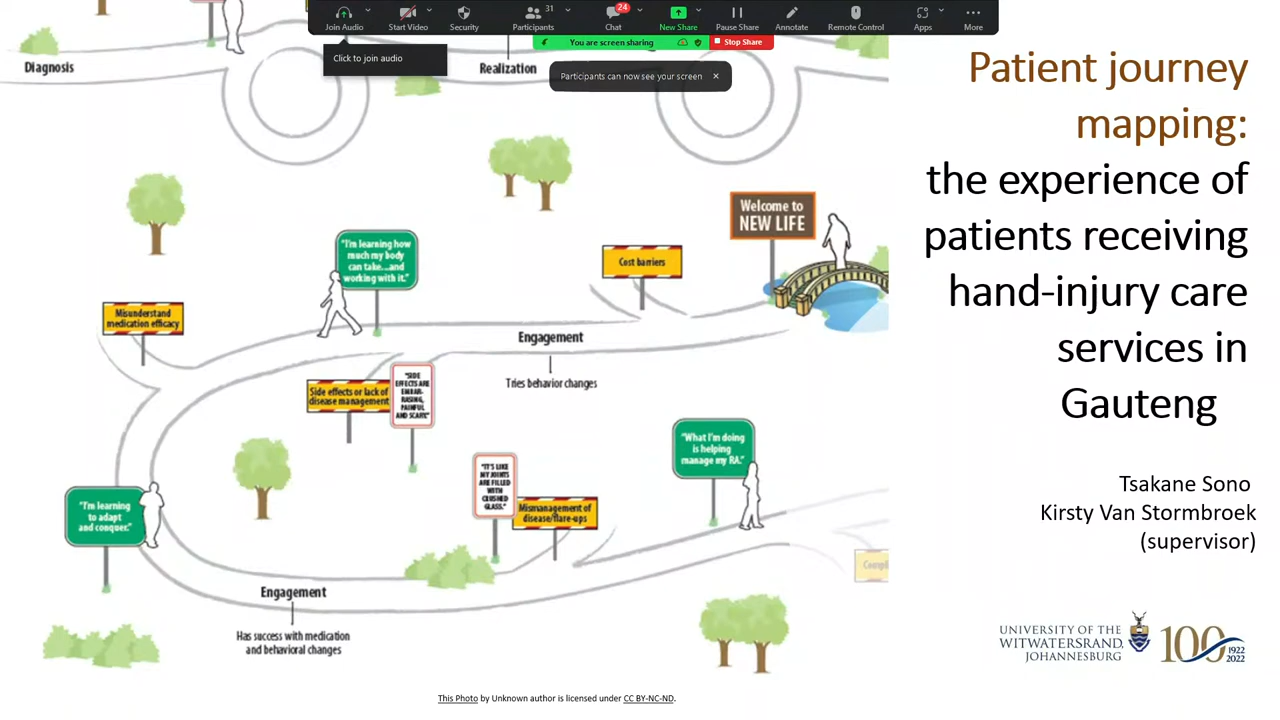 31
24
Join Audio
Start Video
Security
Participants
Chat
New Share
Pause Share
Annotate
Remote Control
Apps
More
You are screen sharing
Stop Share
Click to join audio
Participants can now see your screen
Diagnosis
Realization
Patient journey
mapping:
the experience of
patients receiving
hand-injury care
services in
Gauteng
Tsakane Sono
Kirsty Van Stormbroek
(supervisor)
Welcome to
NEW LIFE
"I'm learning how
much my body
can take...and
working with it."
Cost barriers
Misunderstand
medication efficacy
Engagement
Tries behavior changes
Side effects or lack of
disease management
"SIDE
EFFECTS ARE
EMBAR-
RASING,
PAINFUL
AND SCARY."
"What I'm doing
is helping
manage my RA."
"IT'S LIKE
MY JOINTS
ARE FILLED
WITH
CRUSHED
GLASS."
Mismanagement of
disease/flare-ups
"I'm learning
to adapt
and conquer."
Engagement
Has success with medication
and behavioral changes
UNIVERSITY OF THE
WITWATERSRAND,
JOHANNESBURG
100
1922
2022
This Photo by Unknown author is licensed under CC BY-NC-ND.